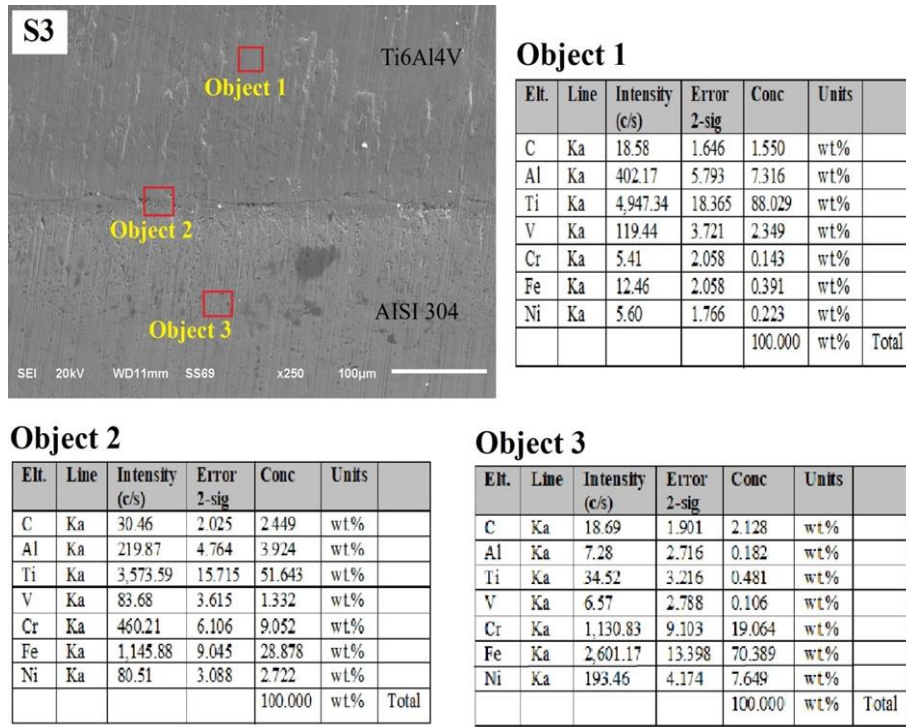 S3
Ti6Al4V
Object 1
Object 2
Object 3
AISI 304
SEI 20kV WD11mm SS69 x250 100µm
Object 1
Elt. Line Intensity (c/s) Error 2-sig Conc Units
C Ka 18.58 1.646 1.550 wt%
Al Ka 402.17 5.793 7.316 wt%
Ti Ka 4,947.34 18.365 88.029 wt%
V Ka 119.44 3.721 2.349 wt%
Cr Ka 5.41 2.058 0.143 wt%
Fe Ka 12.46 2.058 0.391 wt%
Ni Ka 5.60 1.766 0.223 wt%
100.000 wt% Total
Object 2
Elt. Line Intensity (c/s) Error 2-sig Conc Units
C Ka 30.46 2.025 2.449 wt%
Al Ka 219.87 4.764 3.924 wt%
Ti Ka 3,573.59 15.715 51.643 wt%
V Ka 83.68 3.615 1.332 wt%
Cr Ka 460.21 6.106 9.052 wt%
Fe Ka 1,145.88 9.045 28.878 wt%
Ni Ka 80.51 3.088 2.722 wt%
100.000 wt% Total
Object 3
Elt. Line Intensity (c/s) Error 2-sig Conc Units
C Ka 18.69 1.901 2.128 wt%
Al Ka 7.28 2.716 0.182 wt%
Ti Ka 34.52 3.216 0.481 wt%
V Ka 6.57 2.788 0.106 wt%
Cr Ka 1,130.83 9.103 19.064 wt%
Fe Ka 2,601.17 13.398 70.389 wt%
Ni Ka 193.46 4.174 7.649 wt%
100.000 wt% Total